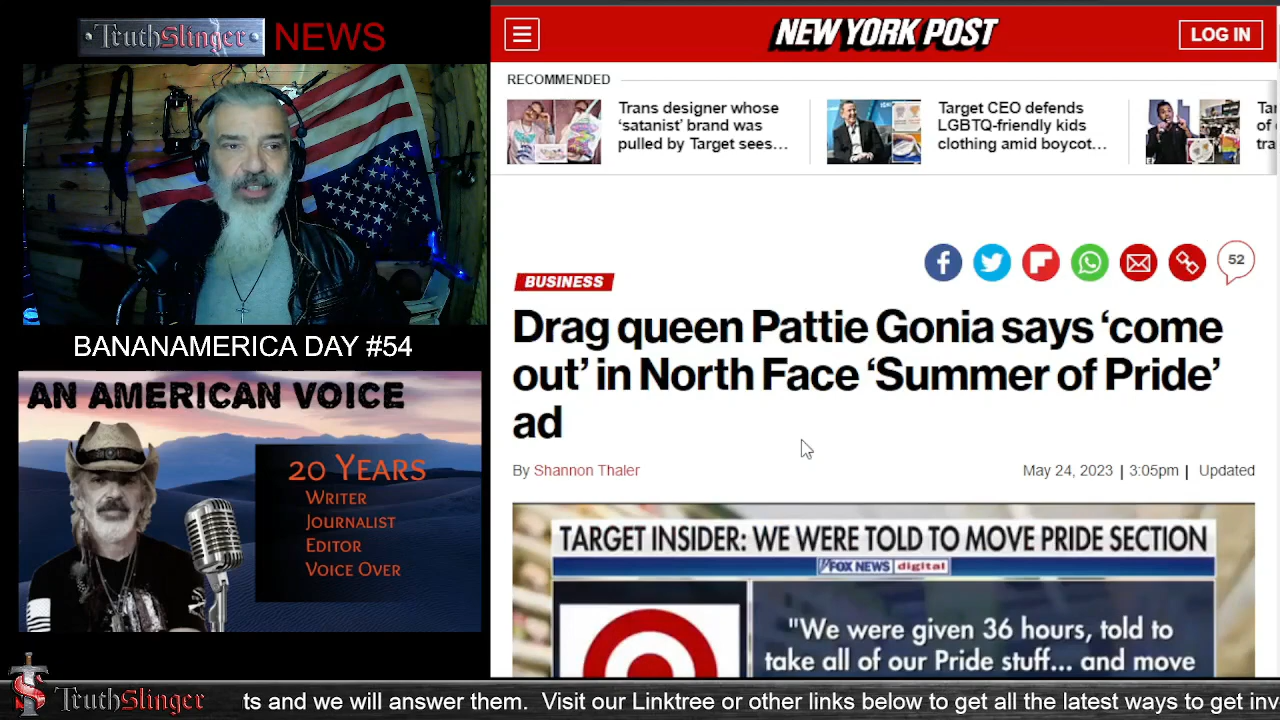 TruthSlinger NEWS
BANANAMERICA DAY #54
AN AMERICAN VOICE
20 YEARS
WRITER
JOURNALIST
EDITOR
VOICE OVER
NEW YORK POST
LOG IN
RECOMMENDED
Trans designer whose
‘satanist’ brand was
pulled by Target sees...
Target CEO defends
LGBTQ-friendly kids
clothing amid boycot...
of
tra
52
BUSINESS
Drag queen Pattie Gonia says ‘come
out’ in North Face ‘Summer of Pride’
ad
By Shannon Thaler
May 24, 2023 | 3:05pm | Updated
TARGET INSIDER: WE WERE TOLD TO MOVE PRIDE SECTION
FOX NEWS digital
"We were given 36 hours, told to
take all of our Pride stuff... and move
TruthSlinger
ts and we will answer them. Visit our Linktree or other links below to get all the latest ways to get inv